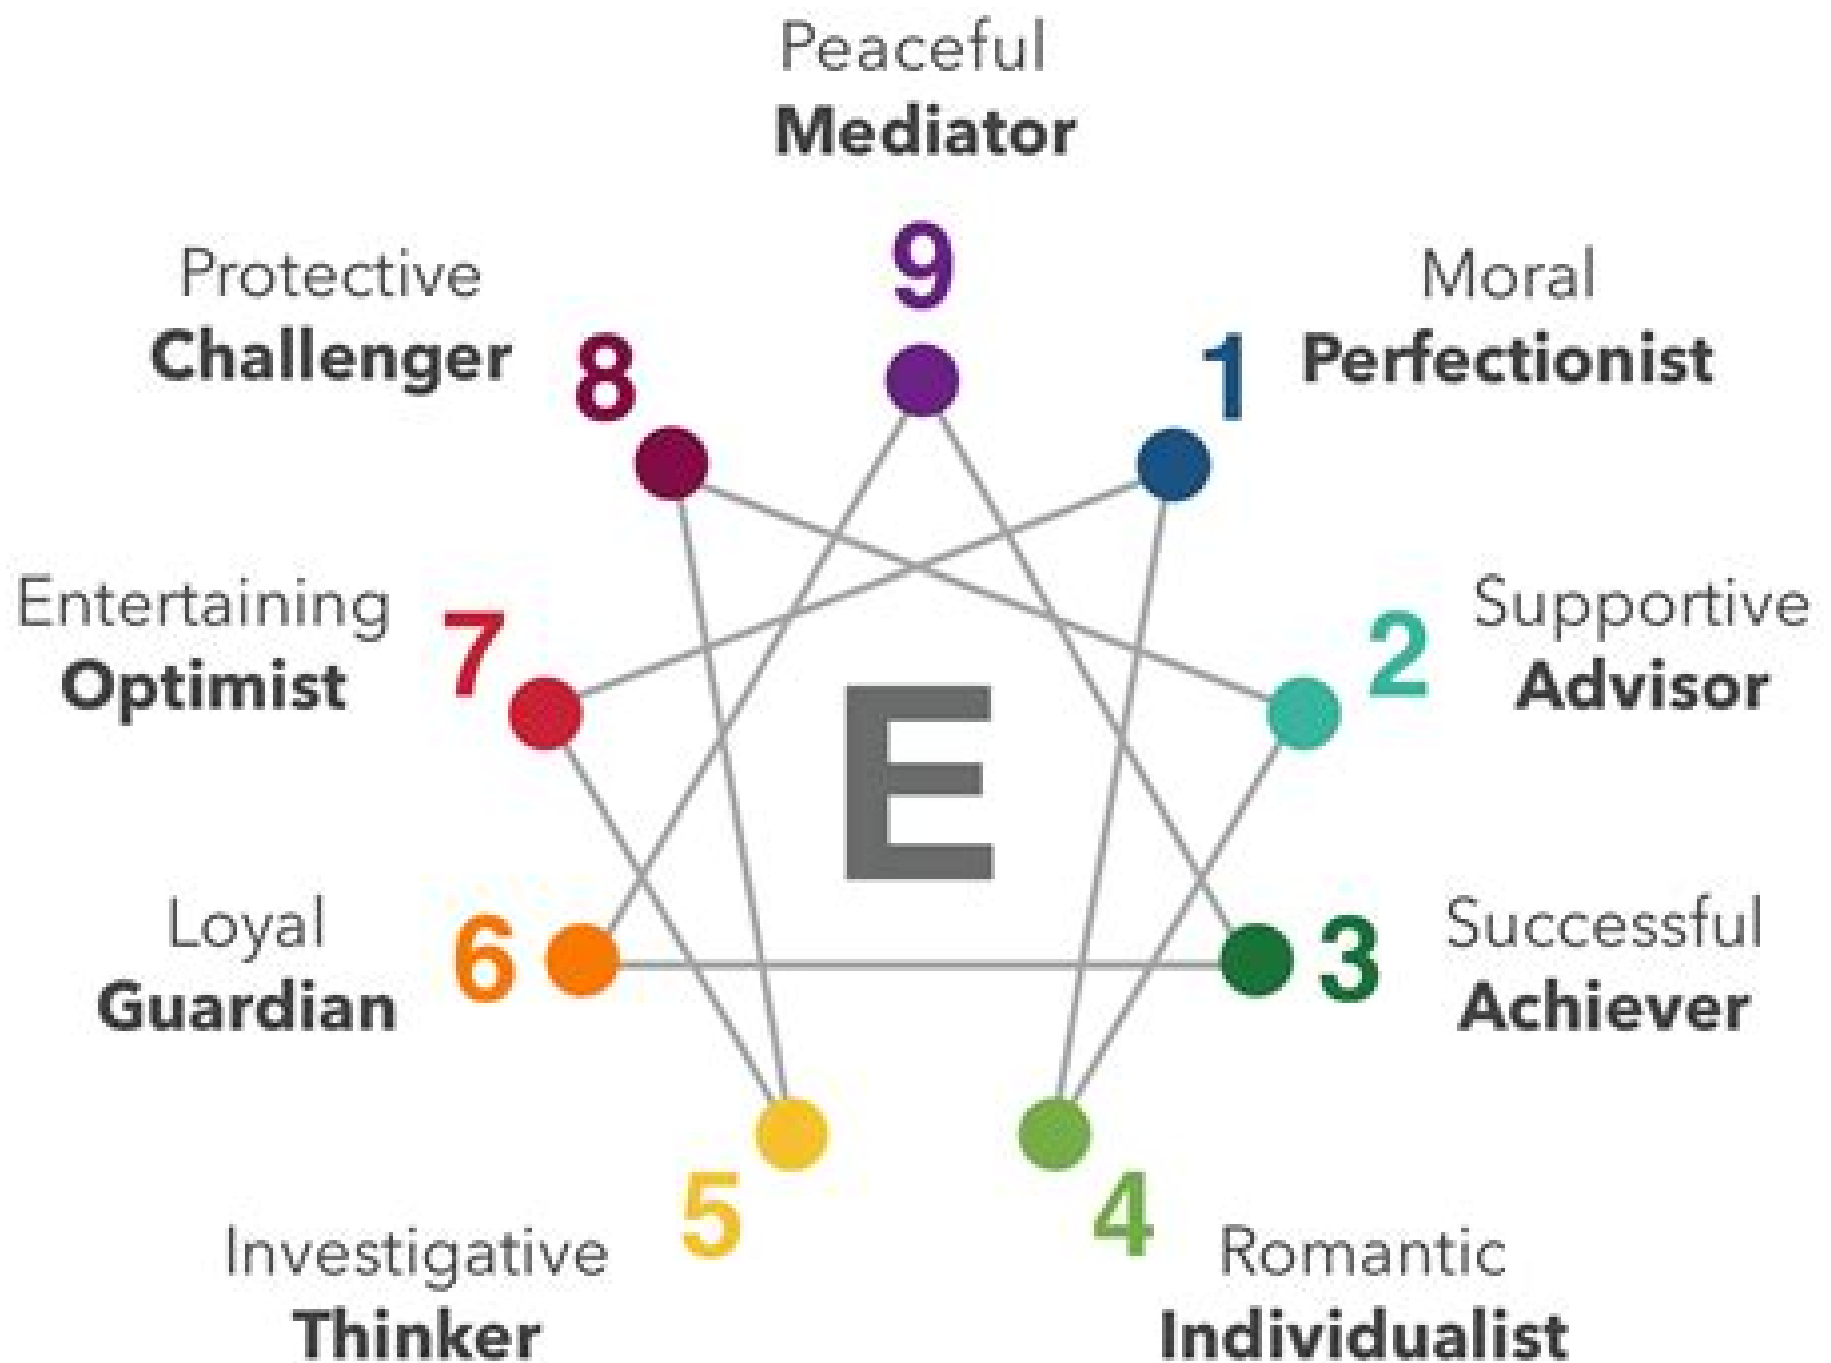 Peaceful
Mediator
9
Protective
Challenger
8
1
Moral
Perfectionist
Entertaining
Optimist
7
2
Supportive
Advisor
E
Loyal
Guardian
6
3
Successful
Achiever
5
Investigative
Thinker
4
Romantic
Individualist